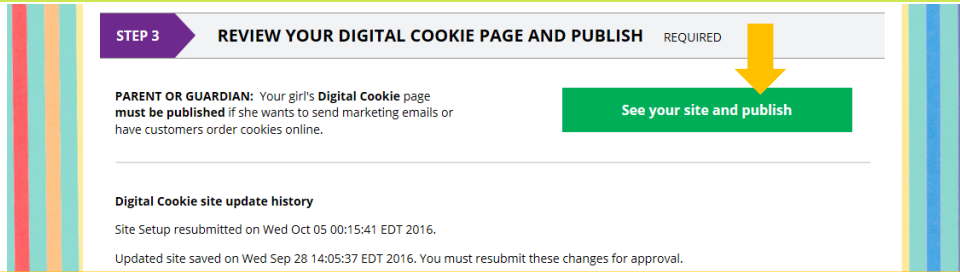 STEP 3 REVIEW YOUR DIGITAL COOKIE PAGE AND PUBLISH REQUIRED
PARENT OR GUARDIAN: Your girl's Digital Cookie page
must be published if she wants to send marketing emails or
have customers order cookies online.
See your site and publish
Digital Cookie site update history
Site Setup resubmitted on Wed Oct 05 00:15:41 EDT 2016.
Updated site saved on Wed Sep 28 14:05:37 EDT 2016. You must resubmit these changes for approval.